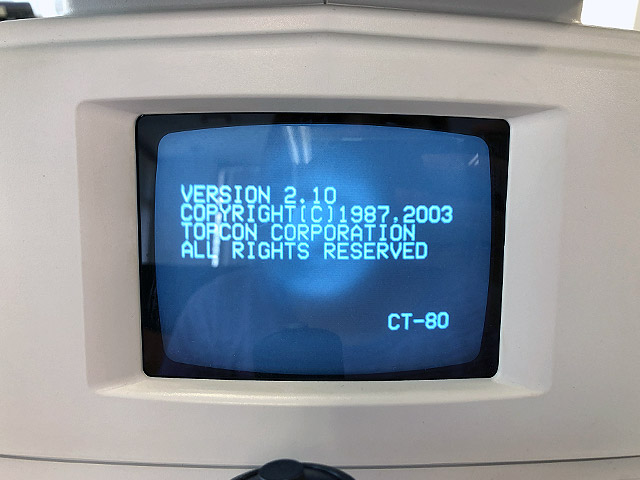 VERSION 2.10
COPYRIGHT(C)1987,2003
TOPCON CORPORATION
ALL RIGHTS RESERVED
CT-80